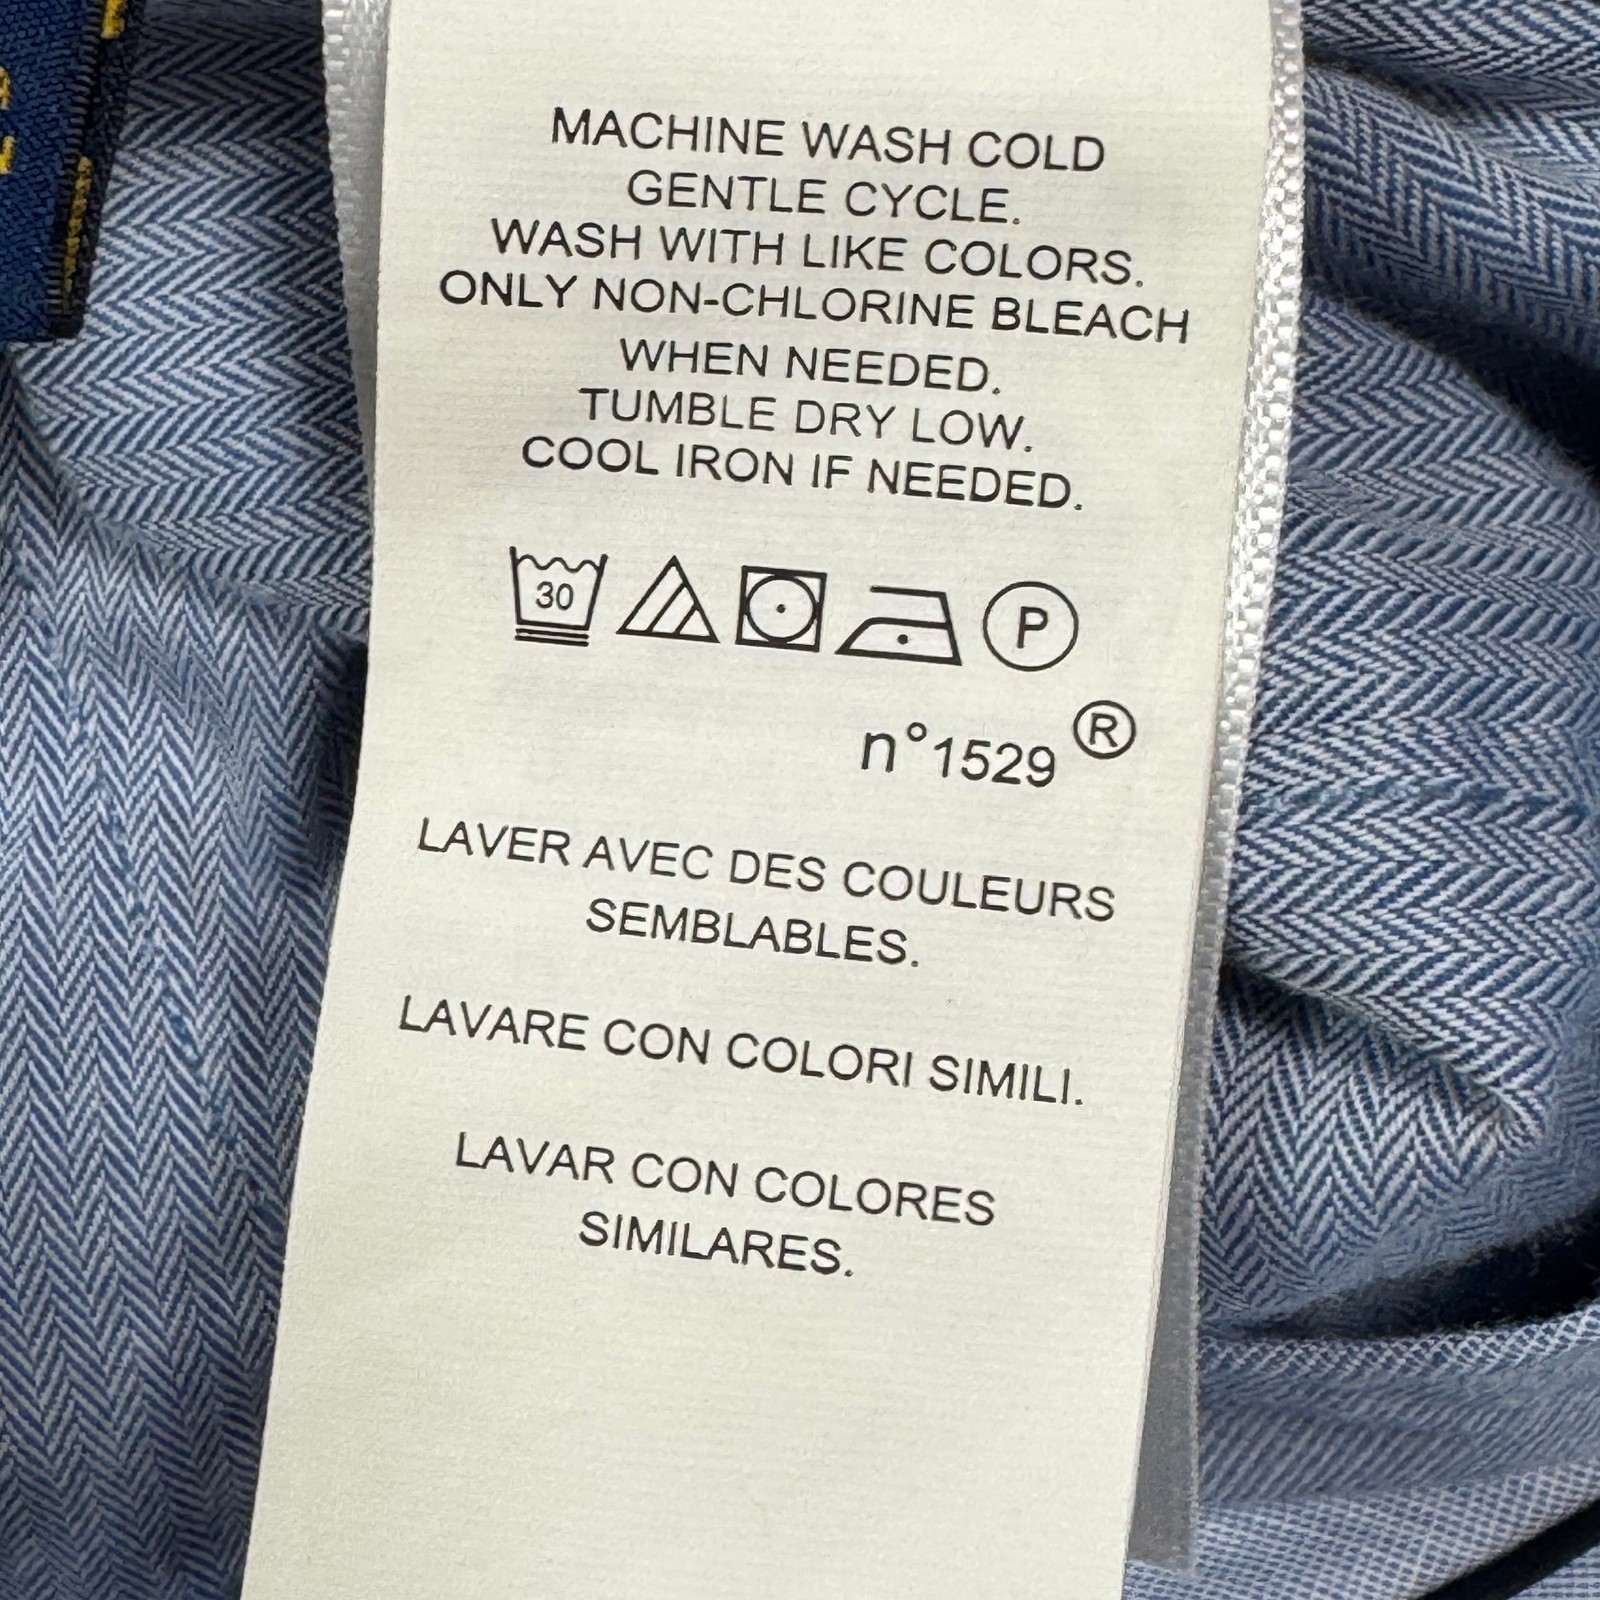 MACHINE WASH COLD
GENTLE CYCLE.
WASH WITH LIKE COLORS.
ONLY NON-CHLORINE BLEACH
WHEN NEEDED.
TUMBLE DRY LOW.
COOL IRON IF NEEDED.
30
P
n°1529 ®
LAVER AVEC DES COULEURS
SEMBLABLES.
LAVARE CON COLORI SIMILI.
LAVAR CON COLORES
SIMILARES.